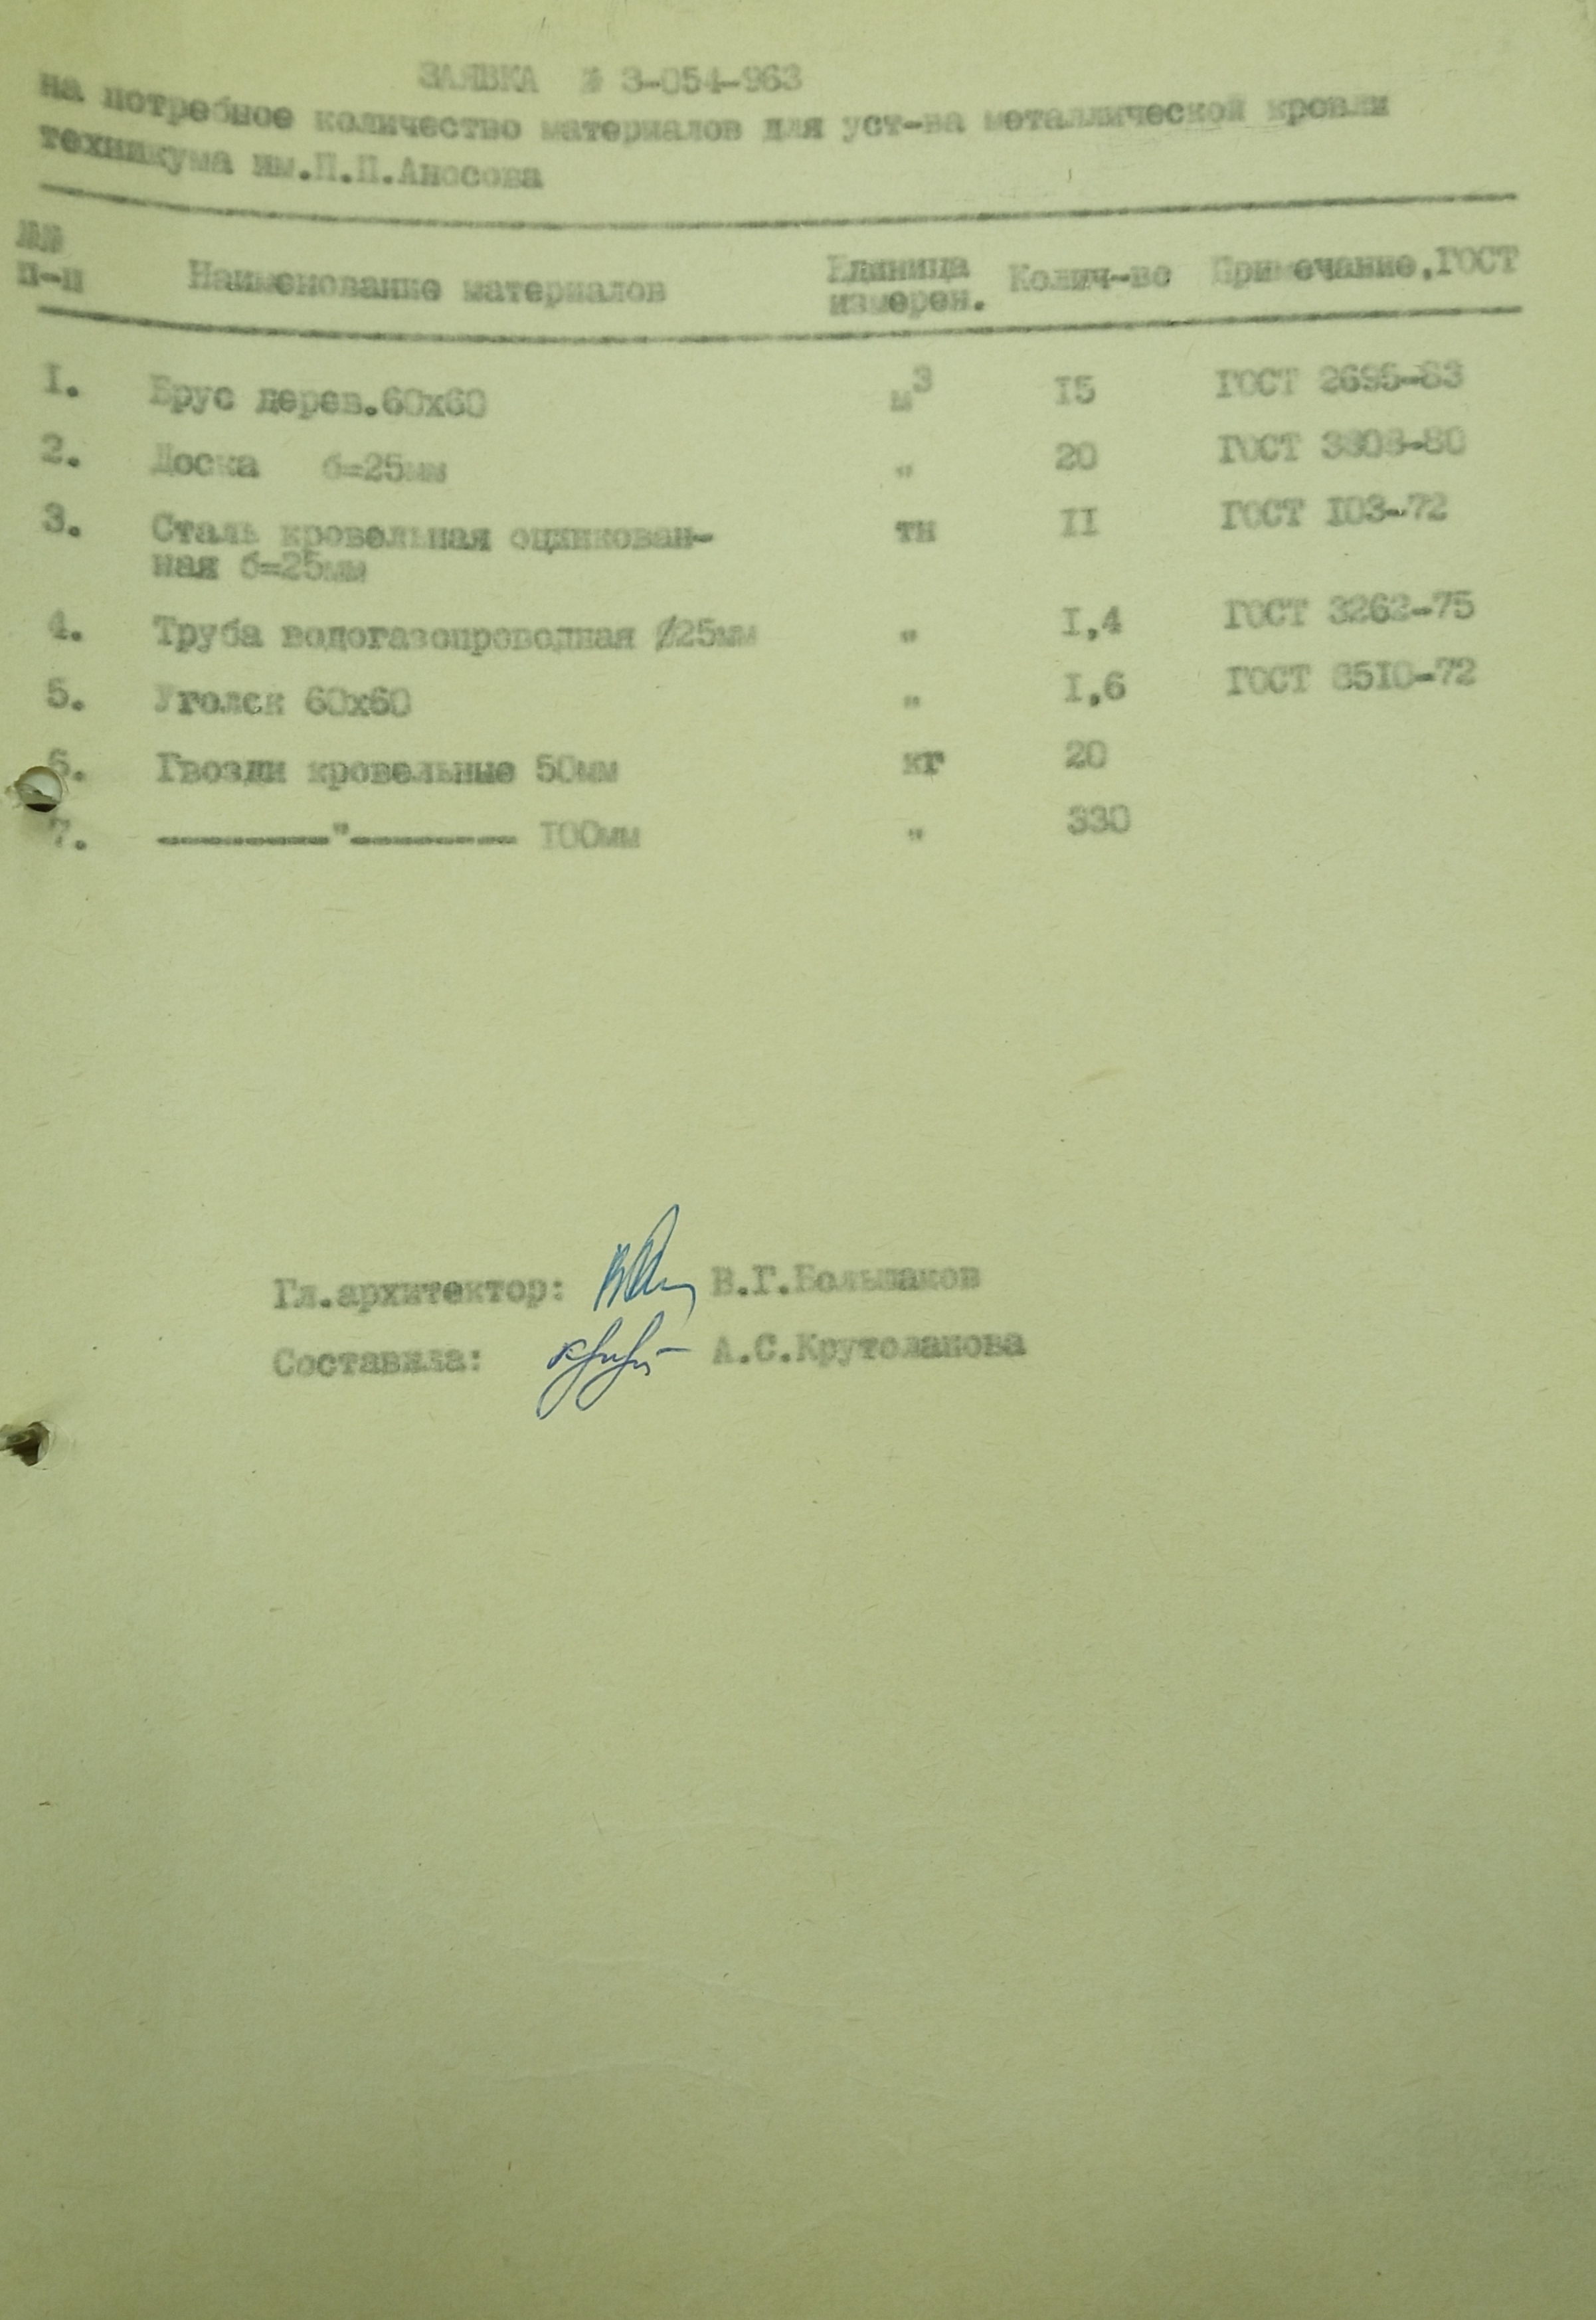 ЗАЯВКА № 3-054-963
на потребное количество материалов для уст-ва металлической кровли
техникума им.П.П.Аносова
№№ п-п Наименование материалов Единица измерен. Колич-во Примечание,ГОСТ
I. Брус дерев.60х60 м3 I5 ГОСТ 2695-83
2. Доска б=25мм " 20 ГОСТ 3808-80
3. Сталь кровельная оцинкован- тн II ГОСТ I03-72
ная б=25мм
4. Труба водогазопроводная Ø25мм " I,4 ГОСТ 3262-75
5. Уголок 60х60 " I,6 ГОСТ 8510-72
6. Гвозди кровельные 50мм кг 20
7. ————"———— I00мм " 330
Гл.архитектор: В.Г.Большаков
Составила: А.С.Крутолапова